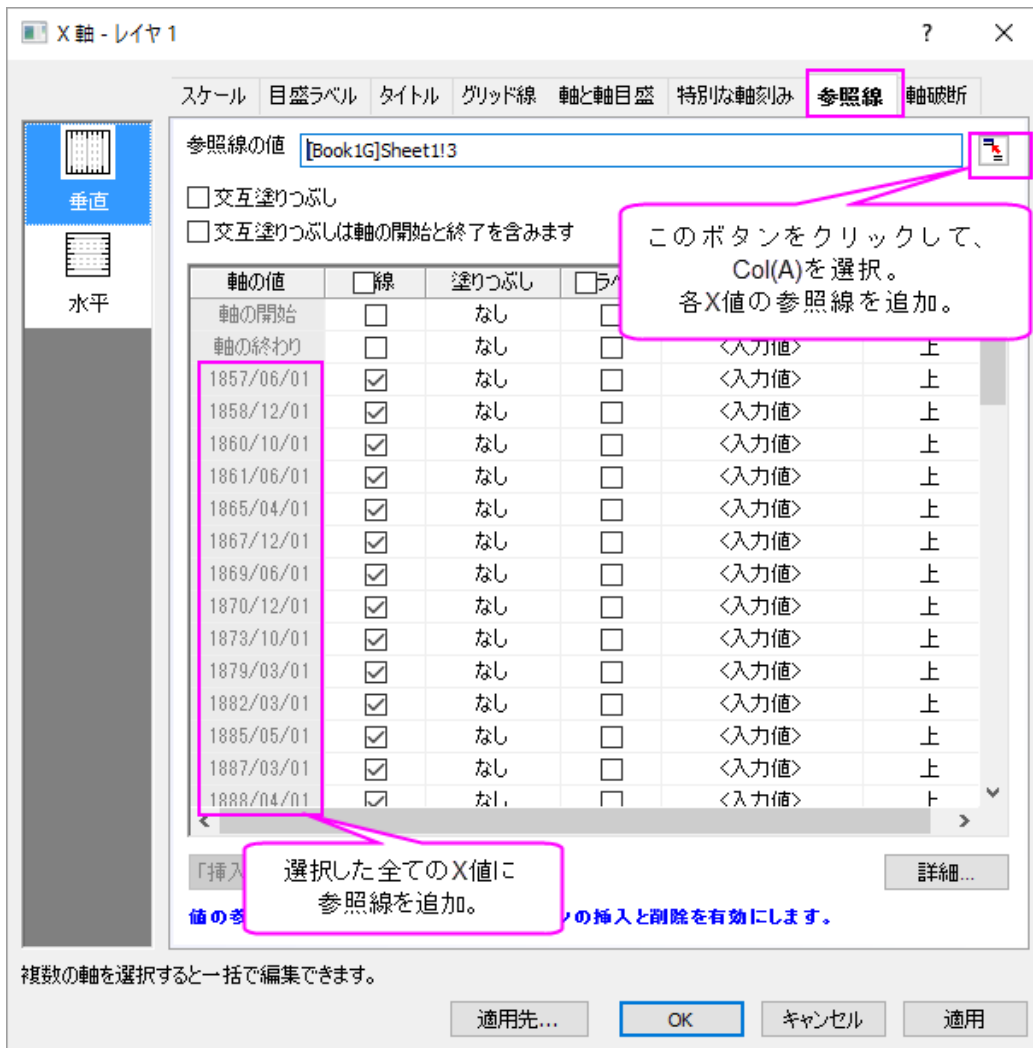 X 軸 - レイヤ 1 ? ×
スケール 目盛ラベル タイトル グリッド線 軸と軸目盛 特別な軸刻み 参照線 軸破断
垂直
水平
参照線の値 [Book1G]Sheet1!3
交互塗りつぶし
交互塗りつぶしは軸の開始と終了を含みます
このボタンをクリックして、
Col(A)を選択。
各X値の参照線を追加。
軸の値 線 塗りつぶし
軸の開始 なし
軸の終わり なし <入力値> 上
1857/06/01 なし <入力値> 上
1858/12/01 なし <入力値> 上
1860/10/01 なし <入力値> 上
1861/06/01 なし <入力値> 上
1865/04/01 なし <入力値> 上
1867/12/01 なし <入力値> 上
1869/06/01 なし <入力値> 上
1870/12/01 なし <入力値> 上
1873/10/01 なし <入力値> 上
1879/03/01 なし <入力値> 上
1882/03/01 なし <入力値> 上
1885/05/01 なし <入力値> 上
1887/03/01 なし <入力値> 上
1888/04/01 なし <入力値> 上
選択した全てのX値に
参照線を追加。
「挿入 詳細...
値の参 の挿入と削除を有効にします。
複数の軸を選択すると一括で編集できます。
適用先... OK キャンセル 適用